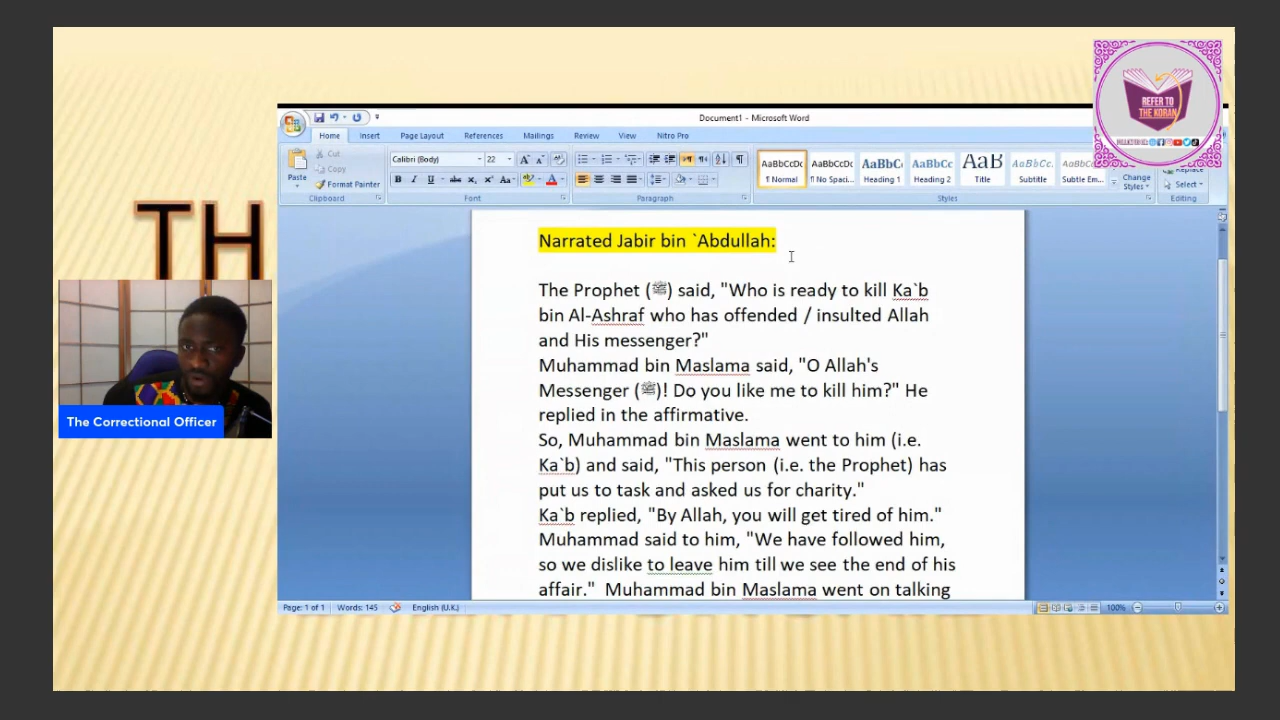 REFER TO
THE KORAN
Document1 - Microsoft Word
Home Insert Page Layout References Mailings Review View Nitro Pro
Paste
Cut
Copy
Format Painter
Calibri (Body) 22
AaBbCcDc AaBbCcDc AaBbC AaBbCc AaB AaBbCc. AaBbCc
¶ Normal ¶ No Spaci... Heading 1 Heading 2 Title Subtitle Subtle Em...
Change
Styles
Replace
Select
Clipboard Font Paragraph Styles Editing
TH
Narrated Jabir bin `Abdullah:
The Prophet (ﷺ) said, "Who is ready to kill Ka`b
bin Al-Ashraf who has offended / insulted Allah
and His messenger?"
Muhammad bin Maslama said, "O Allah's
Messenger (ﷺ)! Do you like me to kill him?" He
replied in the affirmative.
So, Muhammad bin Maslama went to him (i.e.
Ka`b) and said, "This person (i.e. the Prophet) has
put us to task and asked us for charity."
Ka`b replied, "By Allah, you will get tired of him."
Muhammad said to him, "We have followed him,
so we dislike to leave him till we see the end of his
affair."  Muhammad bin Maslama went on talking
The Correctional Officer
Page: 1 of 1 Words: 145 English (U.K.) 100%